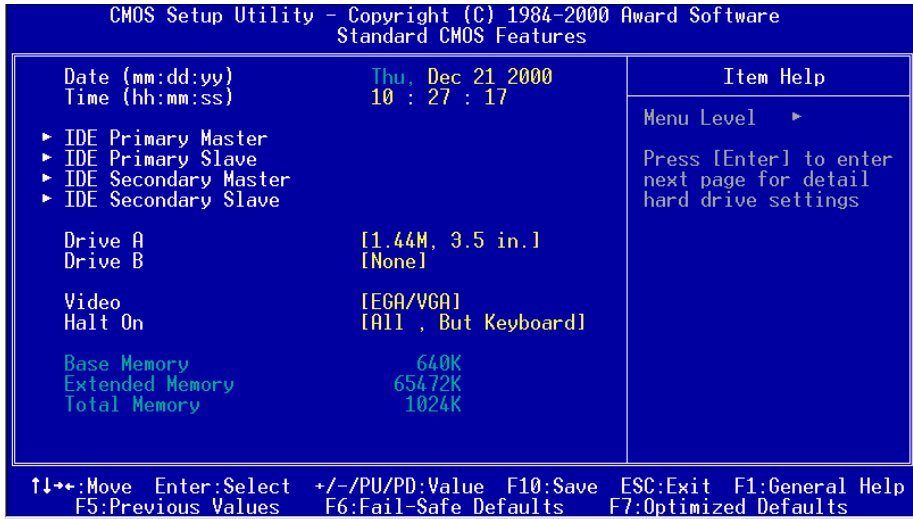 CMOS Setup Utility – Copyright (C) 1984-2000 Award Software
Standard CMOS Features
Date (mm:dd:yy) Thu, Dec 21 2000
Time (hh:mm:ss) 10 : 27 : 17
► IDE Primary Master
► IDE Primary Slave
► IDE Secondary Master
► IDE Secondary Slave
Drive A [1.44M, 3.5 in.]
Drive B [None]
Video [EGA/VGA]
Halt On [All , But Keyboard]
Base Memory 640K
Extended Memory 65472K
Total Memory 1024K
Item Help
Menu Level ►
Press [Enter] to enter
next page for detail
hard drive settings
↑↓→←:Move Enter:Select +/-/PU/PD:Value F10:Save ESC:Exit F1:General Help
F5:Previous Values F6:Fail-Safe Defaults F7:Optimized Defaults